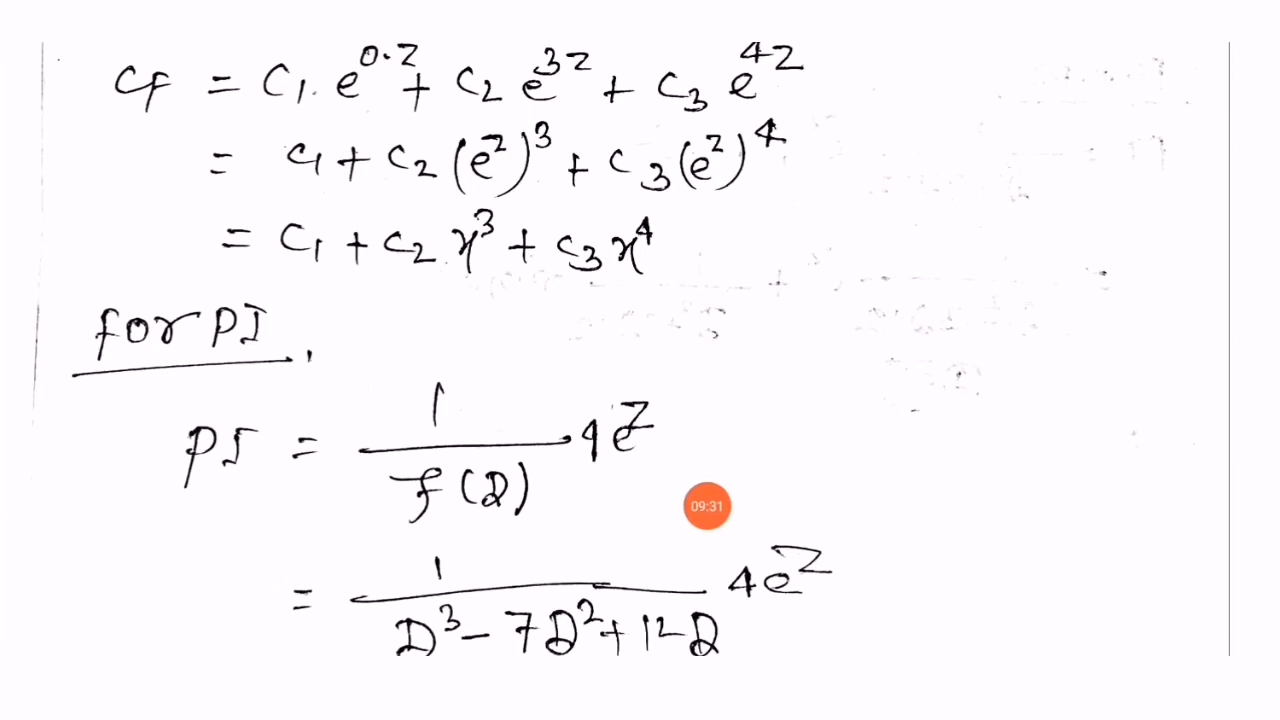 CF = C₁.e^{0.z} + C₂ e^{3z} + C₃ e^{4z}
= C₁ + C₂ (e^z)^3 + C₃ (e^z)^4
= C₁ + C₂ x^3 + C₃ x^4
for PI,
PI = 1/f(D) 4e^z
09:31
= 1/(D^3 - 7D^2 + 12D) 4e^z